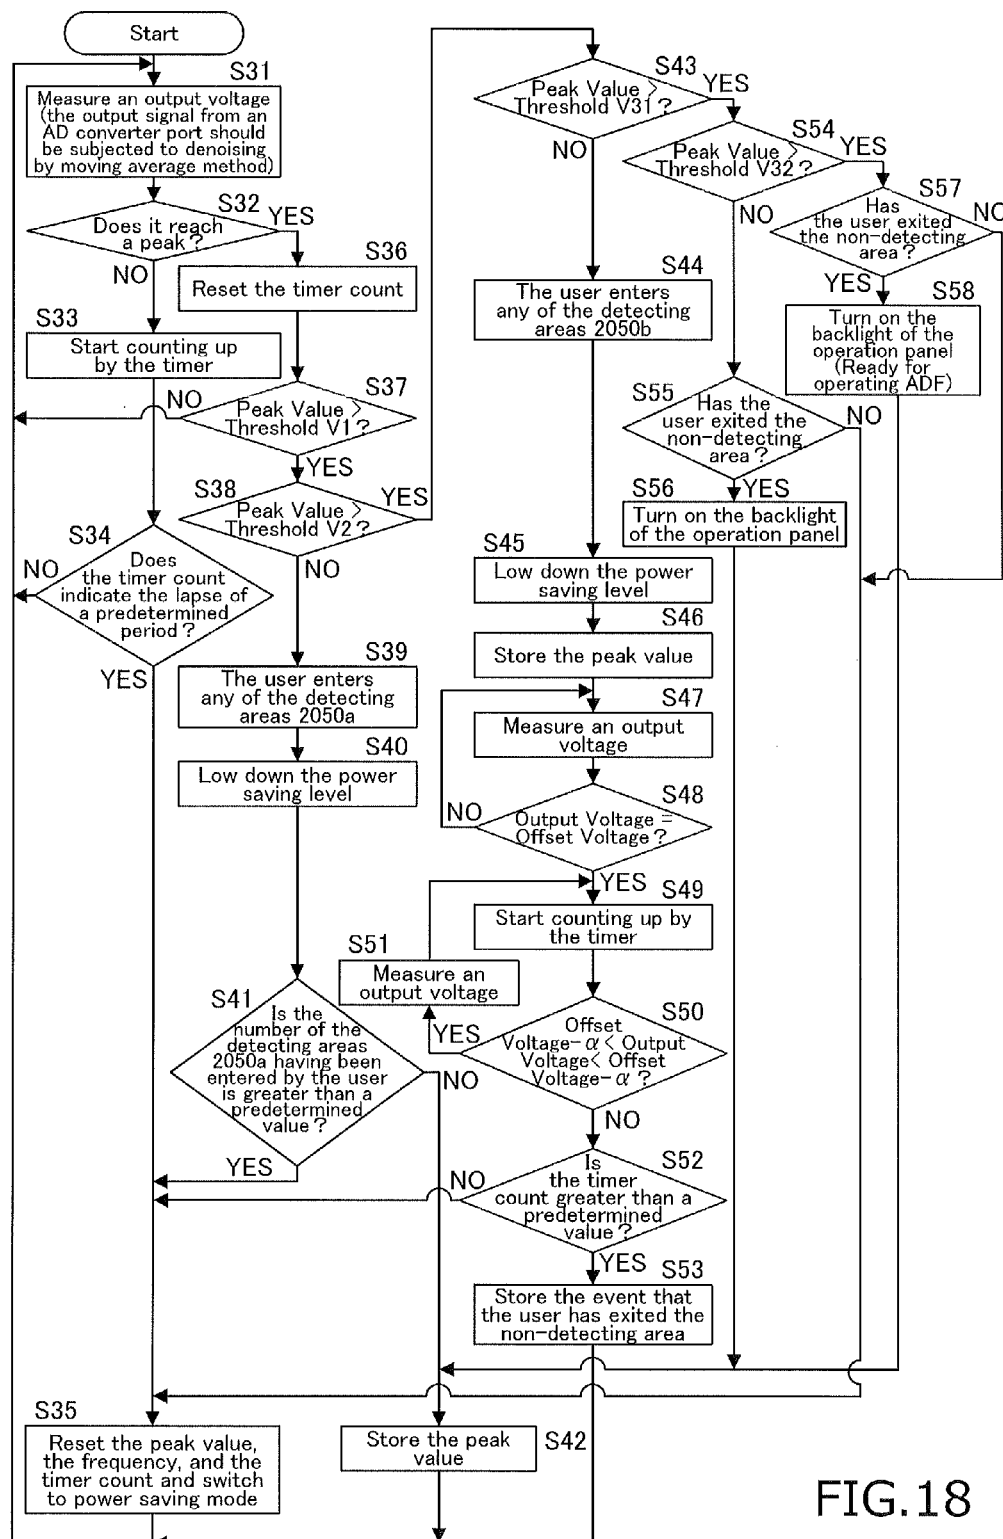 Start
S31
Measure an output voltage
(the output signal from an
AD converter port should
be subjected to denoising
by moving average method)
S32
Does it reach
a peak?
YES
NO
S36
Reset the timer count
S33
Start counting up
by the timer
S37
NO
Peak Value >
Threshold V1?
YES
S38
YES
Peak Value >
Threshold V2?
NO
S34
NO
Does
the timer count
indicate the lapse of
a predetermined
period?
YES
S39
The user enters
any of the detecting
areas 2050a
S40
Low down the power
saving level
S41
Is the
number of the
detecting areas
2050a having been
entered by the user
is greater than a
predetermined
value?
NO
YES
S35
Reset the peak value,
the frequency, and the
timer count and switch
to power saving mode
S43
Peak Value >
Threshold V31?
YES
NO
S44
The user enters
any of the detecting
areas 2050b
S45
Low down the power
saving level
S46
Store the peak value
S47
Measure an output
voltage
S48
NO
Output Voltage =
Offset Voltage?
YES
S49
Start counting up by
the timer
S51
Measure an
output voltage
S50
YES
Offset
Voltage-α< Output
Voltage< Offset
Voltage-α?
NO
S52
NO
Is
the timer
count greater than a
predetermined
value?
YES
S53
Store the event that
the user has exited the
non-detecting area
S42
Store the peak
value
S54
Peak Value >
Threshold V32?
YES
NO
S57
Has
the user exited
the non-detecting
area?
NO
YES
S58
Turn on the
backlight of the
operation panel
(Ready for
operating ADF)
S55
Has the
user exited the
non-detecting
area?
NO
YES
S56
Turn on the backlight
of the operation panel
FIG.18